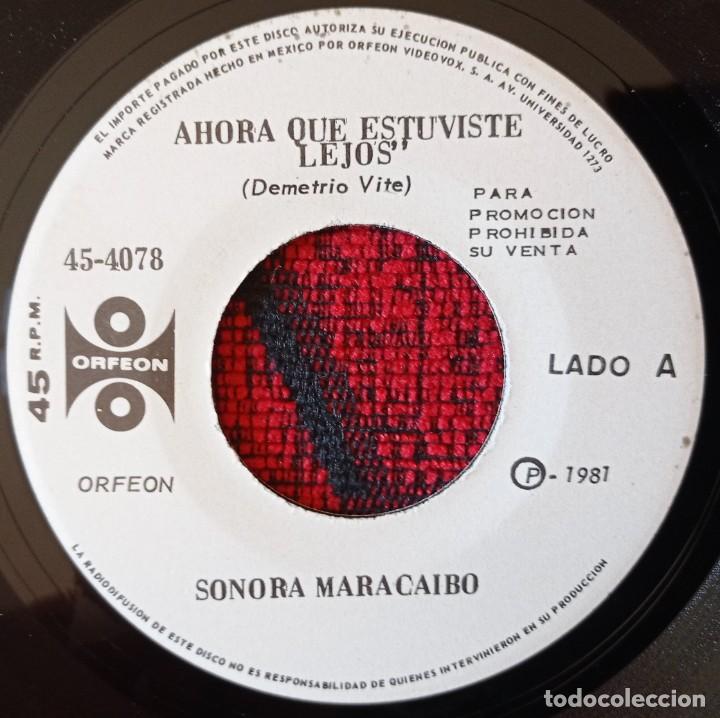 EL IMPORTE PAGADO POR ESTE DISCO AUTORIZA SU EJECUCION PUBLICA CON FINES DE LUCRO
MARCA REGISTRADA HECHO EN MEXICO POR ORFEON VIDEOVOX, S. A. AV. UNIVERSIDAD 1273
AHORA QUE ESTUVISTE
LEJOS"
(Demetrio Vite)
PARA
PROMOCION
PROHIBIDA
SU VENTA
45-4078
45 R.P.M.
ORFEON
LADO A
ORFEON
Ⓟ- 1981
SONORA MARACAIBO
LA RADIODIFUSION DE ESTE DISCO NO ES RESPONSABILIDAD DE QUIENES INTERVINIERON EN SU PRODUCCION
todocoleccion